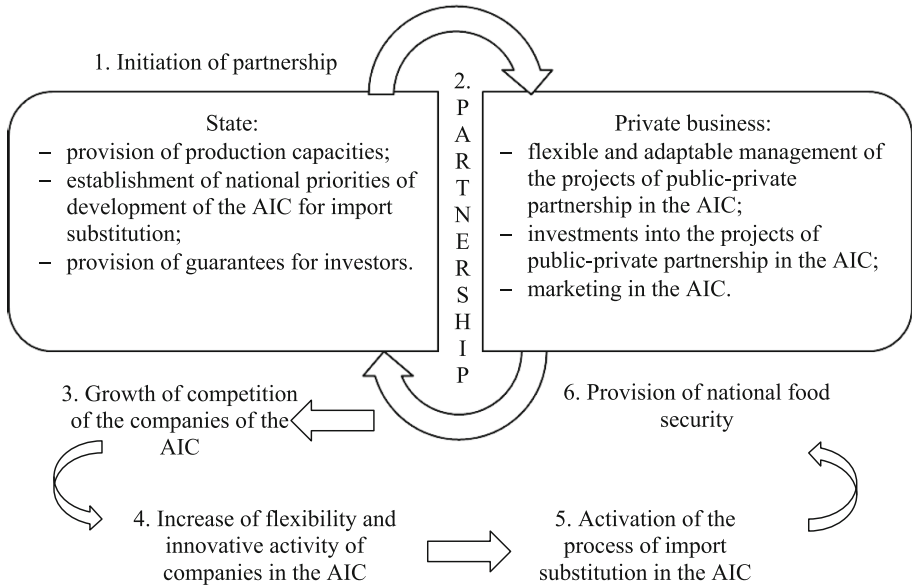 1. Initiation of partnership
State:
– provision of production capacities;
– establishment of national priorities of
development of the AIC for import
substitution;
– provision of guarantees for investors.
2.
P
A
R
T
N
E
R
S
H
I
P
Private business:
– flexible and adaptable management of
the projects of public-private
partnership in the AIC;
– investments into the projects of
public-private partnership in the AIC;
– marketing in the AIC.
3. Growth of competition
of the companies of the
AIC
4. Increase of flexibility and
innovative activity of
companies in the AIC
5. Activation of the
process of import
substitution in the AIC
6. Provision of national food
security